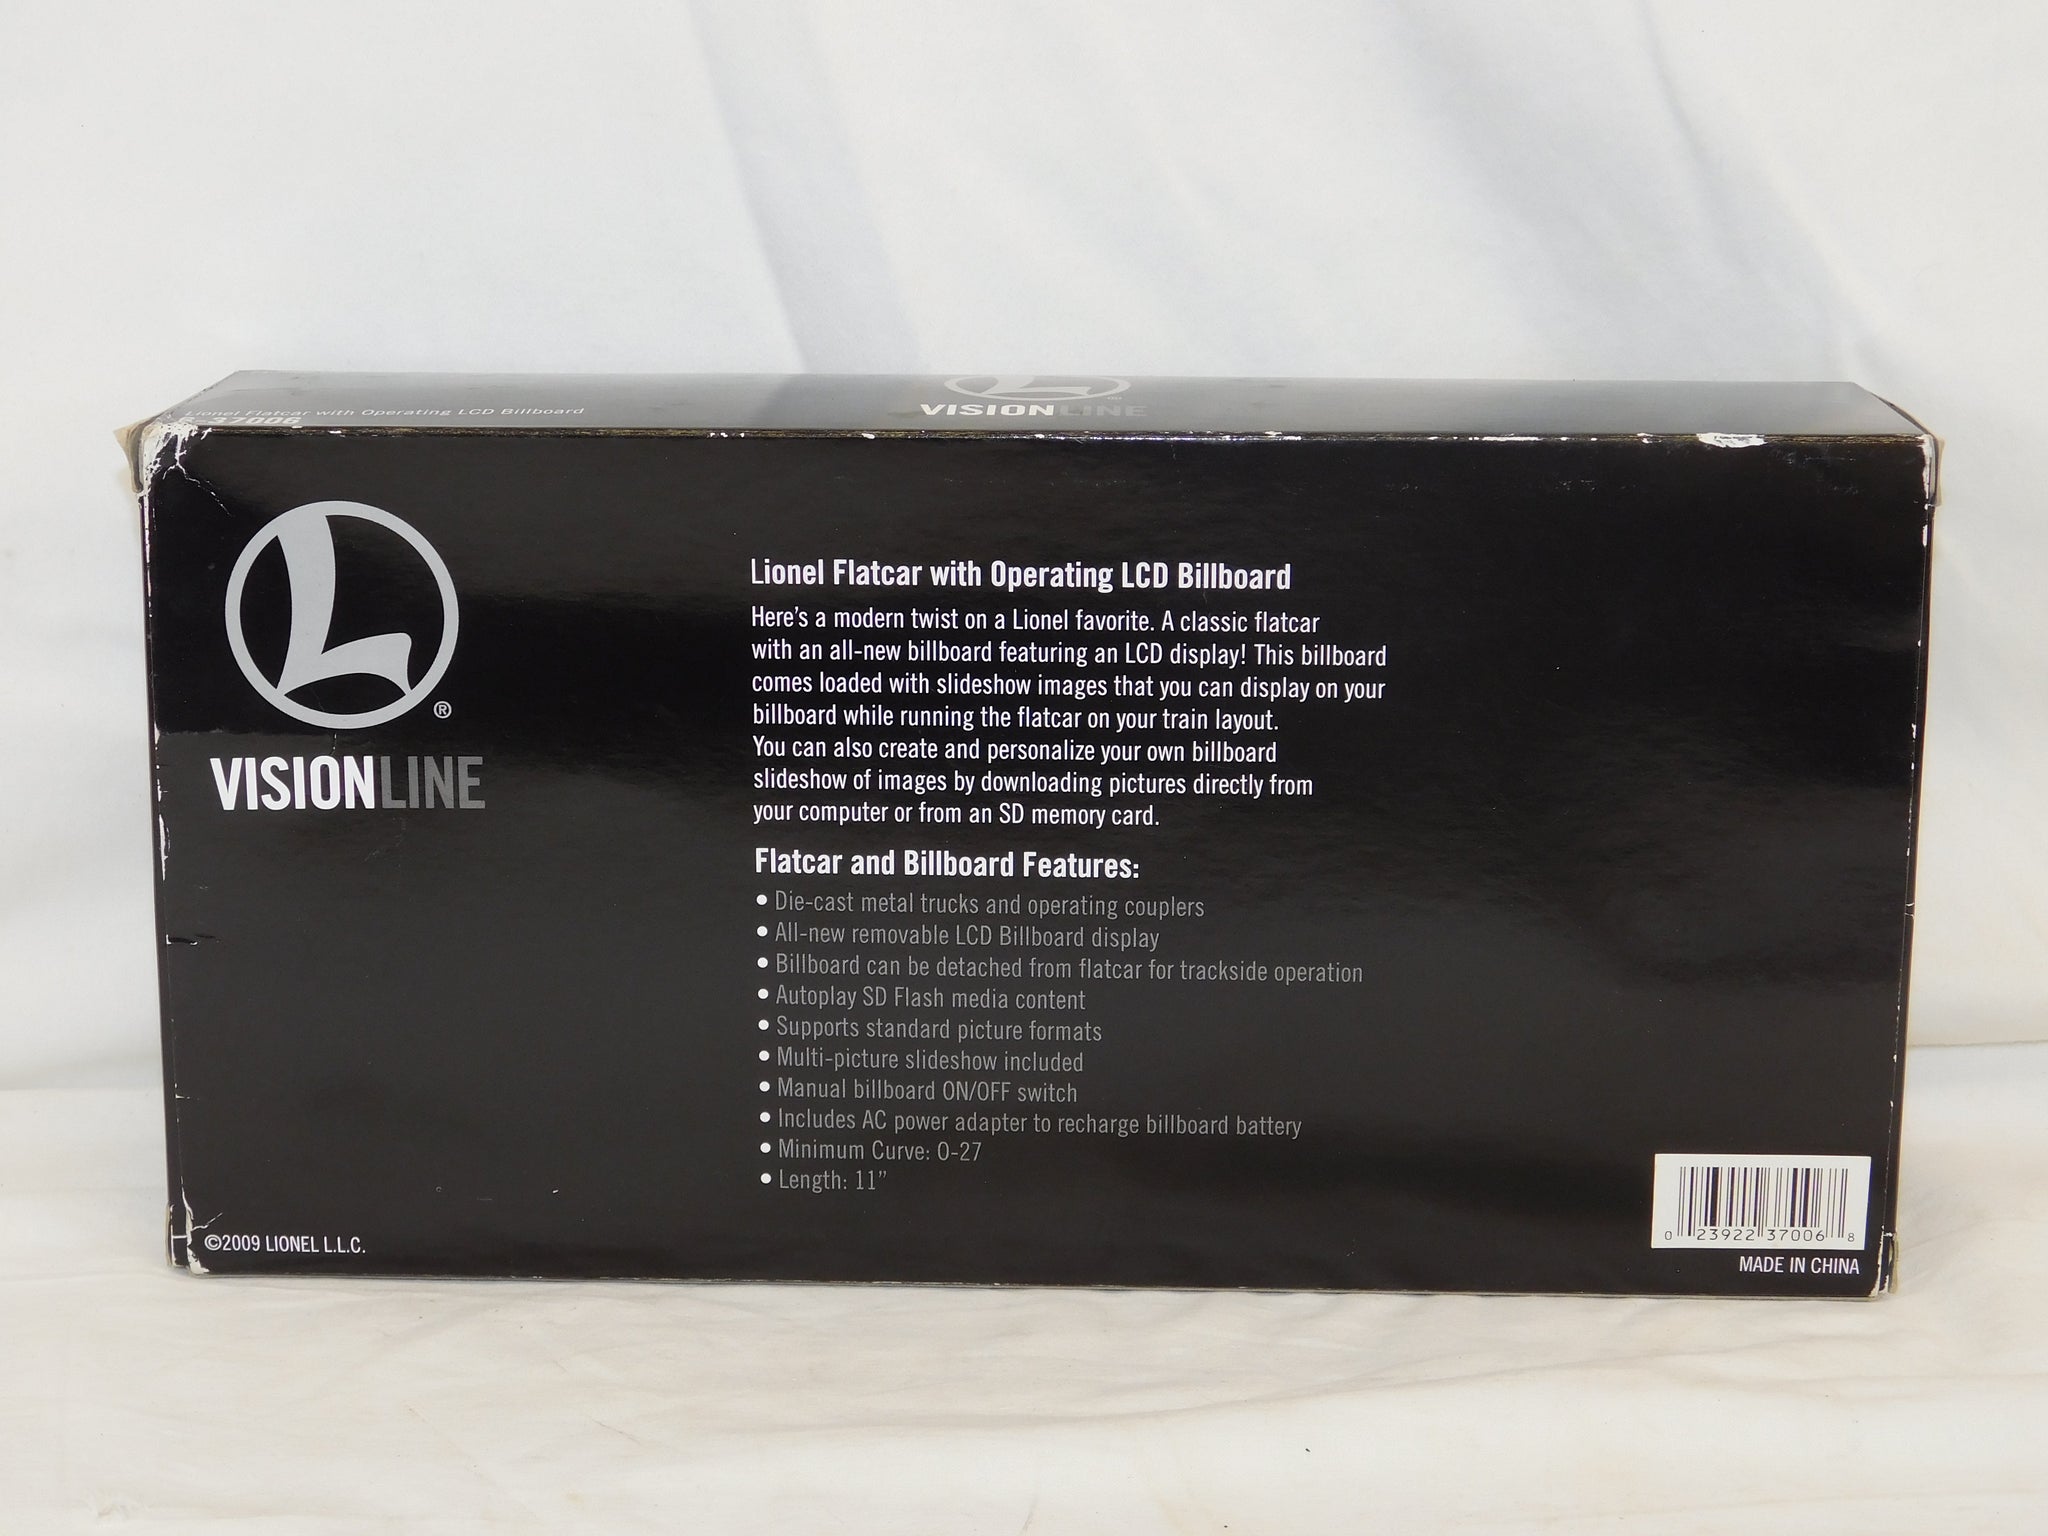 Lionel Flatcar with Operating LCD Billboard
6-37006
VISIONLINE
L
®
VISIONLINE
Lionel Flatcar with Operating LCD Billboard
Here's a modern twist on a Lionel favorite. A classic flatcar
with an all-new billboard featuring an LCD display! This billboard
comes loaded with slideshow images that you can display on your
billboard while running the flatcar on your train layout.
You can also create and personalize your own billboard
slideshow of images by downloading pictures directly from
your computer or from an SD memory card.
Flatcar and Billboard Features:
• Die-cast metal trucks and operating couplers
• All-new removable LCD Billboard display
• Billboard can be detached from flatcar for trackside operation
• Autoplay SD Flash media content
• Supports standard picture formats
• Multi-picture slideshow included
• Manual billboard ON/OFF switch
• Includes AC power adapter to recharge billboard battery
• Minimum Curve: O-27
• Length: 11”
©2009 LIONEL L.L.C.
0 23922 37006 8
MADE IN CHINA